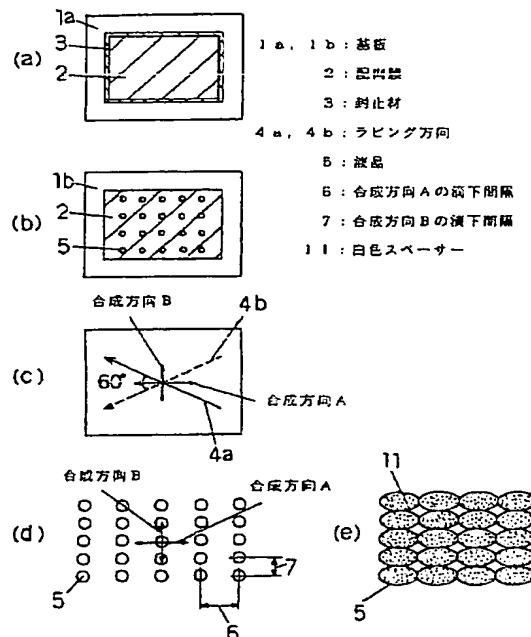 1a
3
(a)
2
1a, 1b : 基板
2 : 配向膜
3 : 封止材
4a, 4b : ラビング方向
5 : 液晶
6 : 合成方向Aの滴下間隔
7 : 合成方向Bの滴下間隔
11 : 白色スペーサー
1b
2
(b)
5
合成方向B
4b
(c)
60°
合成方向A
4a
合成方向B
合成方向A
(d)
7
5
6
11
(e)
5